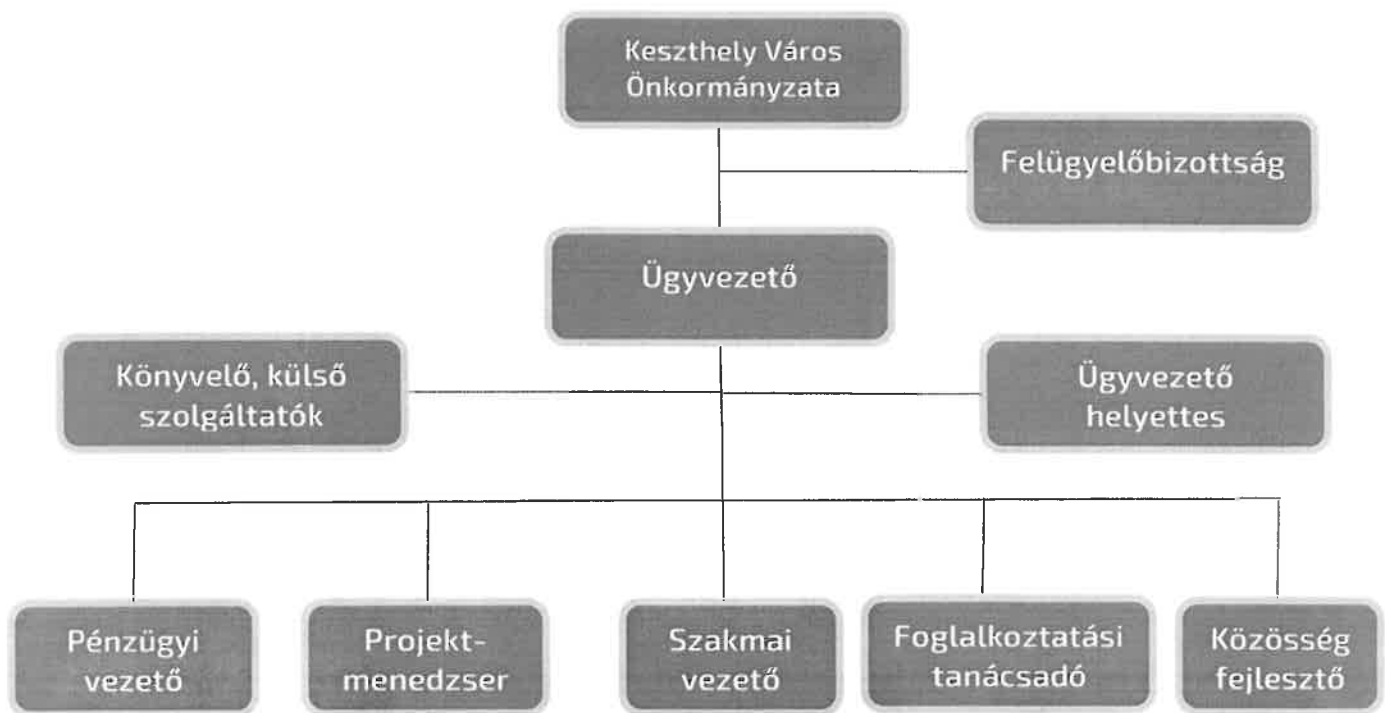 Keszthely Város
Önkormányzata
Felügyelőbizottság
Ügyvezető
Könyvelő, külső
szolgáltatók
Ügyvezető
helyettes
Pénzügyi
vezető
Projekt-
menedzser
Szakmai
vezető
Foglalkoztatási
tanácsadó
Közösség
fejlesztő